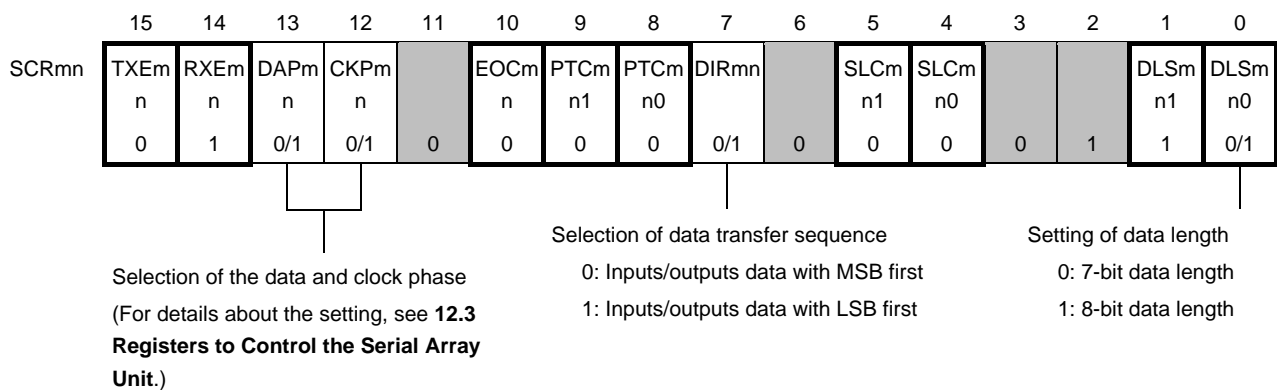 15 14 13 12 11 10 9 8 7 6 5 4 3 2 1 0
SCRmn TXEm RXEm DAPm CKPm EOCm PTCm PTCm DIRmn SLCm SLCm DLSm DLSm
n n n n n n1 n0 n1 n0 n1 n0
0 1 0/1 0/1 0 0 0 0 0/1 0 0 0 0 1 1 0/1
Selection of the data and clock phase
(For details about the setting, see 12.3
Registers to Control the Serial Array
Unit.)
Selection of data transfer sequence
0: Inputs/outputs data with MSB first
1: Inputs/outputs data with LSB first
Setting of data length
0: 7-bit data length
1: 8-bit data length